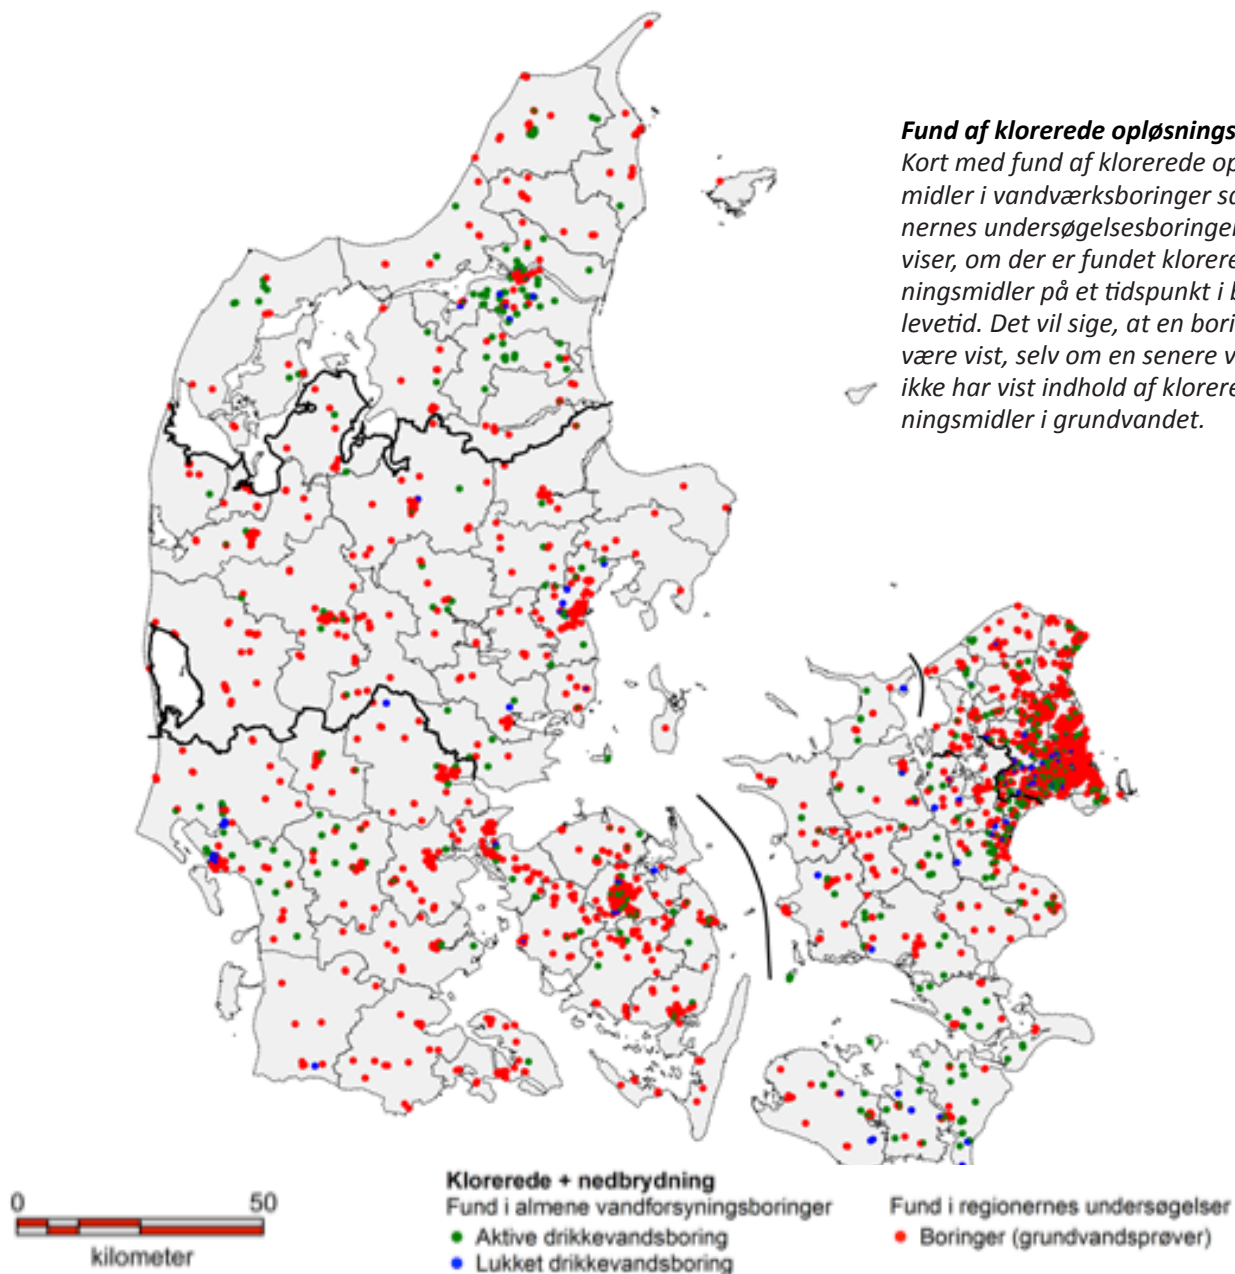 Fund af klorerede opløsnings
Kort med fund af klorerede op
midler i vandværksboringer so
nernes undersøgelsesboringer
viser, om der er fundet klorere
ningsmidler på et tidspunkt i b
levetid. Det vil sige, at en bori
være vist, selv om en senere v
ikke har vist indhold af klorere
ningsmidler i grundvandet.
0 50
kilometer
Klorerede + nedbrydning
Fund i almene vandforsyningsboringer
Aktive drikkevandsboring
Lukket drikkevandsboring
Fund i regionernes undersøgelser
Boringer (grundvandsprøver)